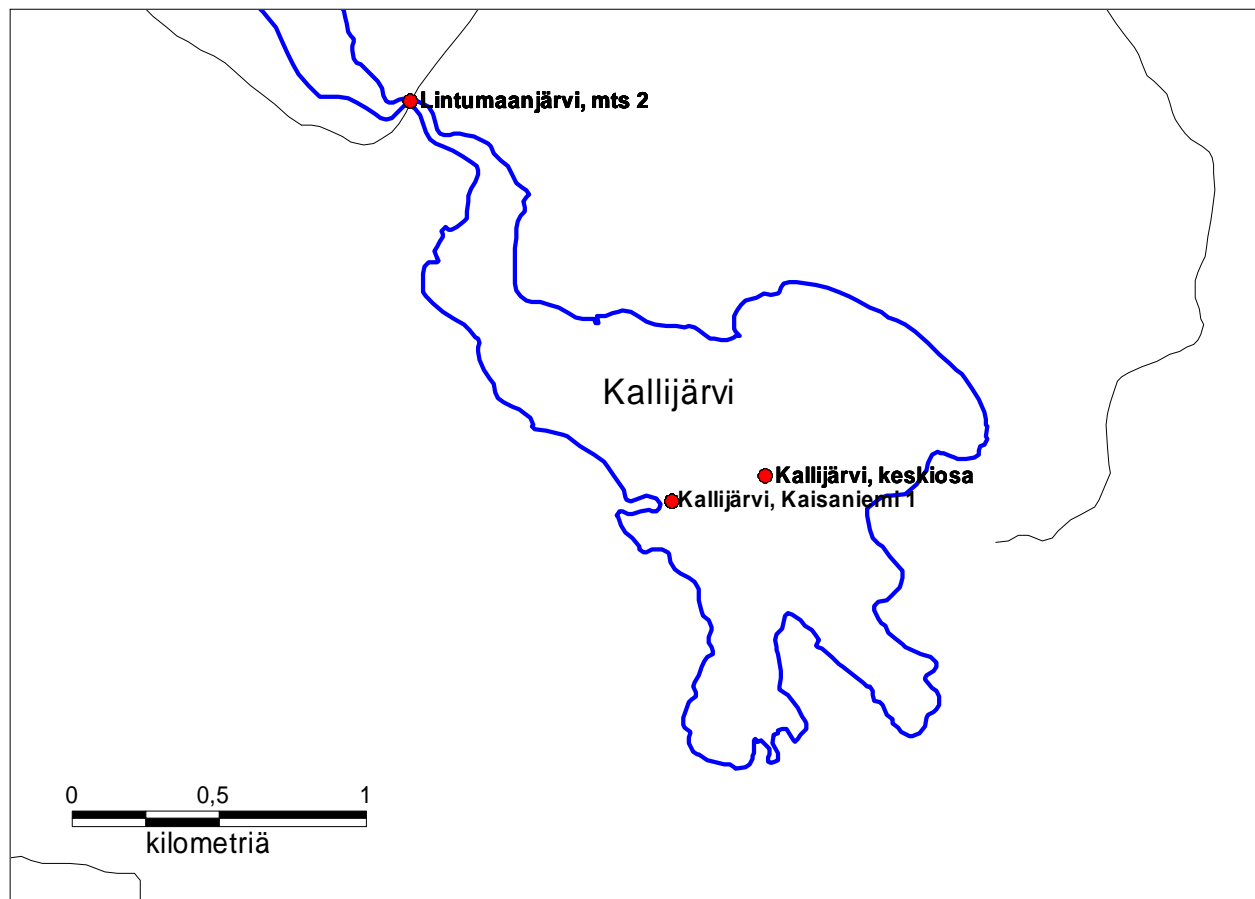 Lintumaanjärvi, mts 2
Kallijärvi
Kallijärvi, keskiosa
Kallijärvi, Kaisaniemi 1
0 0,5 1
kilometriä